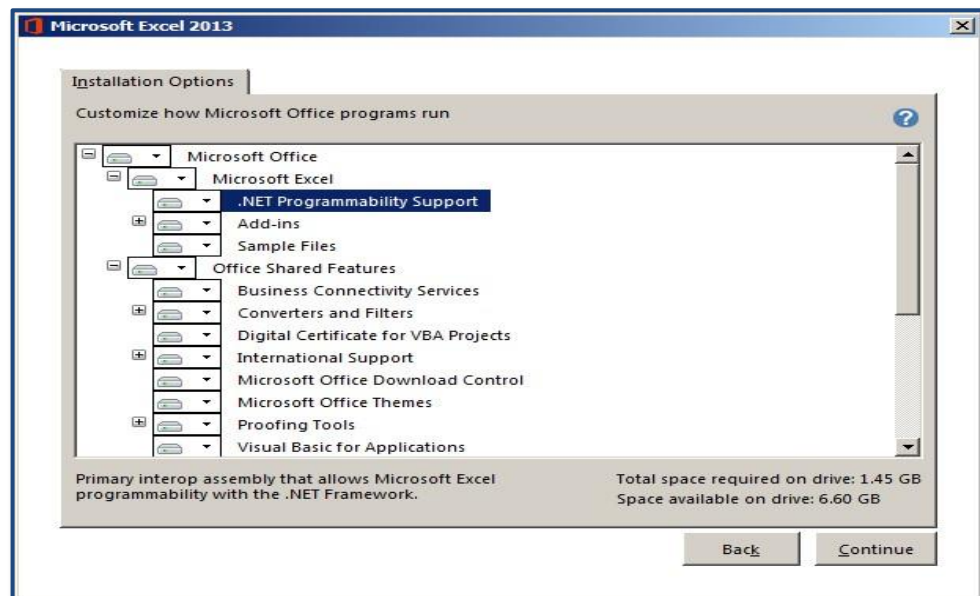 Microsoft Excel 2013
Installation Options
Customize how Microsoft Office programs run
Microsoft Office
Microsoft Excel
.NET Programmability Support
Add-ins
Sample Files
Office Shared Features
Business Connectivity Services
Converters and Filters
Digital Certificate for VBA Projects
International Support
Microsoft Office Download Control
Microsoft Office Themes
Proofing Tools
Visual Basic for Applications
Primary interop assembly that allows Microsoft Excel
programmability with the .NET Framework.
Total space required on drive: 1.45 GB
Space available on drive: 6.60 GB
Back
Continue